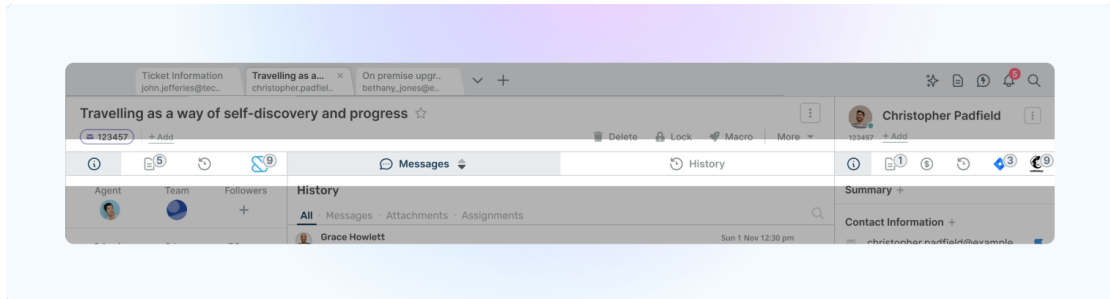 Ticket Information
john.jefferies@tec..
Travelling as a... ×
christopher.padfiel..
On premise upgr..
bethany_jones@e..
5
Travelling as a way of self-discovery and progress
123457
+ Add
Delete
Lock
Macro
More
Christopher Padfield
123457
+ Add
5
9
Messages
History
1
3
9
Agent
Team
Followers
History
All · Messages · Attachments · Assignments
Grace Howlett
Sun 1 Nov 12:30 pm
Summary +
Contact Information +
christopher.padfield@example